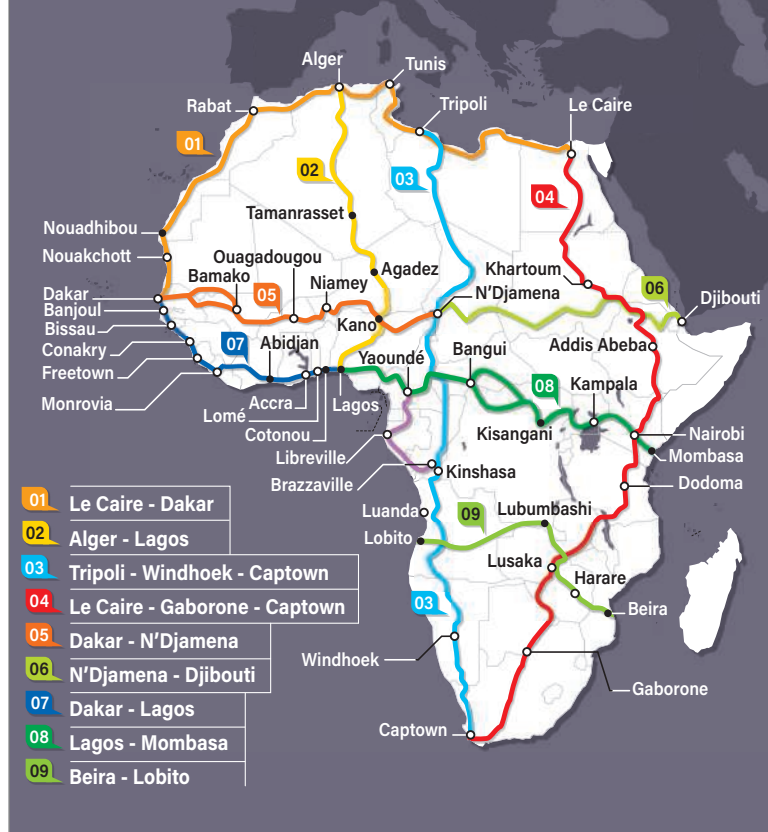 Alger
Tunis
Rabat
Tripoli
Le Caire
01
02
03
04
Tamanrasset
Nouadhibou
Nouakchott
Ouagadougou
Agadez
Khartoum
Bamako
05
Niamey
N'Djamena
06
Djibouti
Dakar
Banjoul
Bissau
Kano
Conakry
07
Abidjan
Yaoundé
Bangui
Addis Abeba
Freetown
08
Kampala
Monrovia
Accra
Lagos
Lomé
Cotonou
Kisangani
Nairobi
Mombasa
Libreville
Brazzaville
Kinshasa
Dodoma
Luanda
09
Lubumbashi
Lobito
Lusaka
Harare
03
Beira
Windhoek
Gaborone
Captown
01 Le Caire - Dakar
02 Alger - Lagos
03 Tripoli - Windhoek - Captown
04 Le Caire - Gaborone - Captown
05 Dakar - N'Djamena
06 N'Djamena - Djibouti
07 Dakar - Lagos
08 Lagos - Mombasa
09 Beira - Lobito